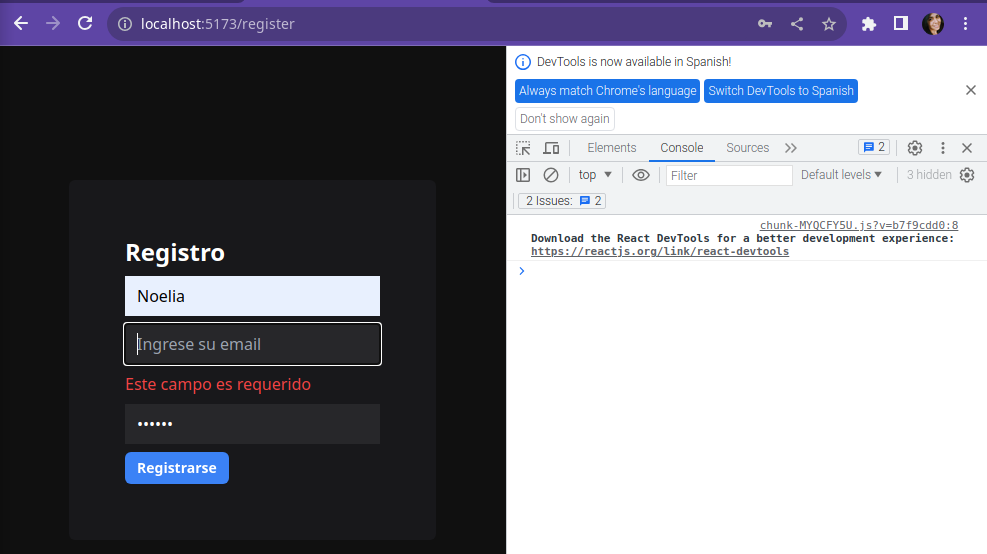 localhost:5173/register
DevTools is now available in Spanish!
Always match Chrome's language Switch DevTools to Spanish
Don't show again
Elements Console Sources 2
top Filter Default levels 3 hidden
2 Issues: 2
chunk-MYQCFY5U.js?v=b7f9cdd0:8
Download the React DevTools for a better development experience:
https://reactjs.org/link/react-devtools
Registro
Noelia
Ingrese su email
Este campo es requerido
••••••
Registrarse